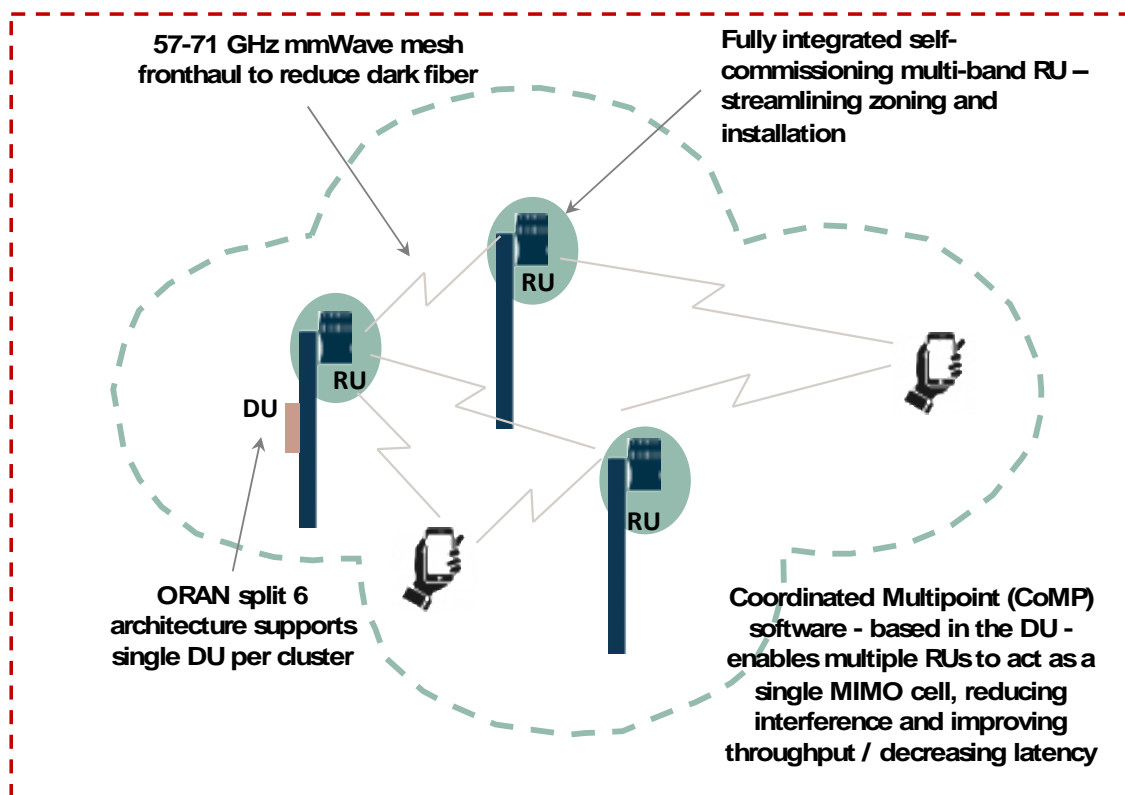 57-71 GHz mmWave mesh
fronthaul to reduce dark fiber
Fully integrated self-
commissioning multi-band RU –
streamlining zoning and
installation
RU
RU
DU
RU
ORAN split 6
architecture supports
single DU per cluster
Coordinated Multipoint (CoMP)
software - based in the DU -
enables multiple RUs to act as a
single MIMO cell, reducing
interference and improving
throughput / decreasing latency